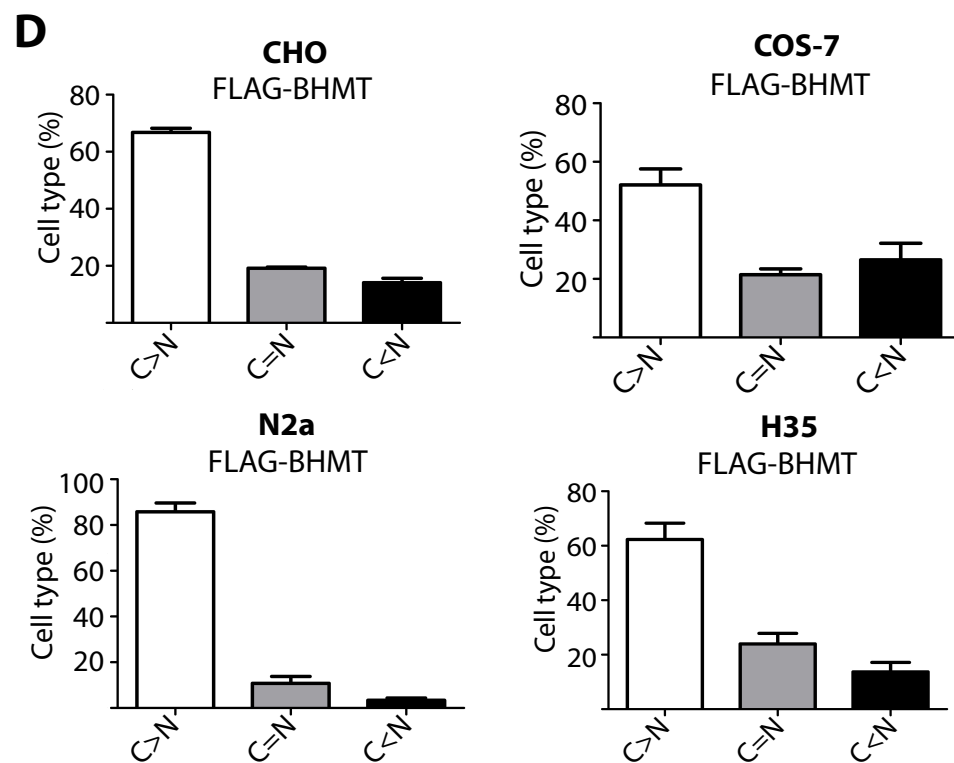 D
CHO
FLAG-BHMT
Cell type (%)
80
60
40
20
C>N
C=N
C<N
COS-7
FLAG-BHMT
Cell type (%)
80
60
40
20
C>N
C=N
C<N
N2a
FLAG-BHMT
Cell type (%)
100
80
60
40
20
C>N
C=N
C<N
H35
FLAG-BHMT
Cell type (%)
80
60
40
20
C>N
C=N
C<N